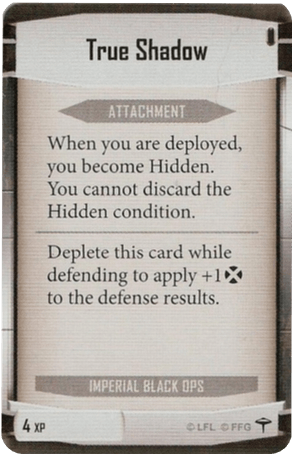 True Shadow
ATTACHMENT
When you are deployed,
you become Hidden.
You cannot discard the
Hidden condition.
Deplete this card while
defending to apply +1
to the defense results.
IMPERIAL BLACK OPS
4 XP
© LFL © FFG